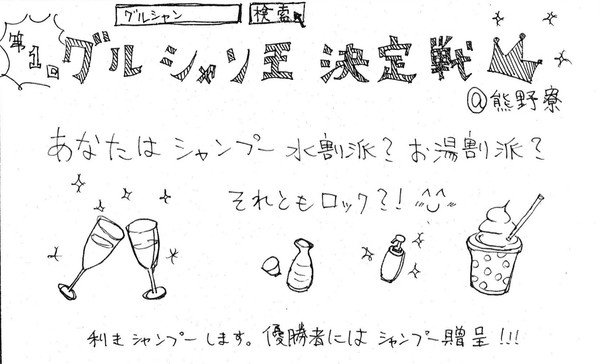 グルシャン 検索
第1回 グルシャン王 決定戦
@熊野寮
あなたは シャンプー 水割派? お湯割派?
それともロック?! ^^
利きシャンプーします。優勝者には シャンプー贈呈!!!